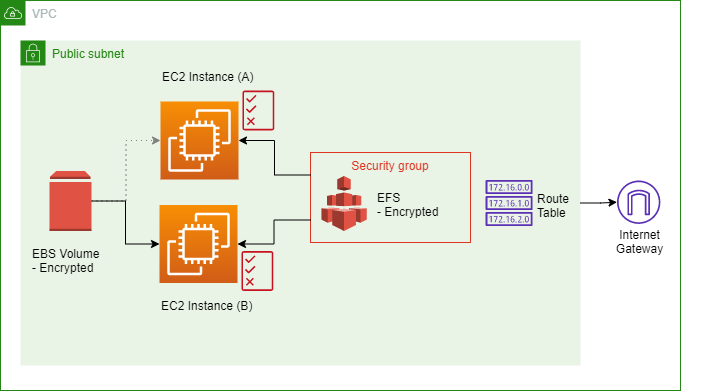 VPC
Public subnet
EC2 Instance (A)
Security group
EFS
- Encrypted
172.16.0.0
172.16.1.0
172.16.2.0
Route
Table
Internet
Gateway
EBS Volume
- Encrypted
EC2 Instance (B)